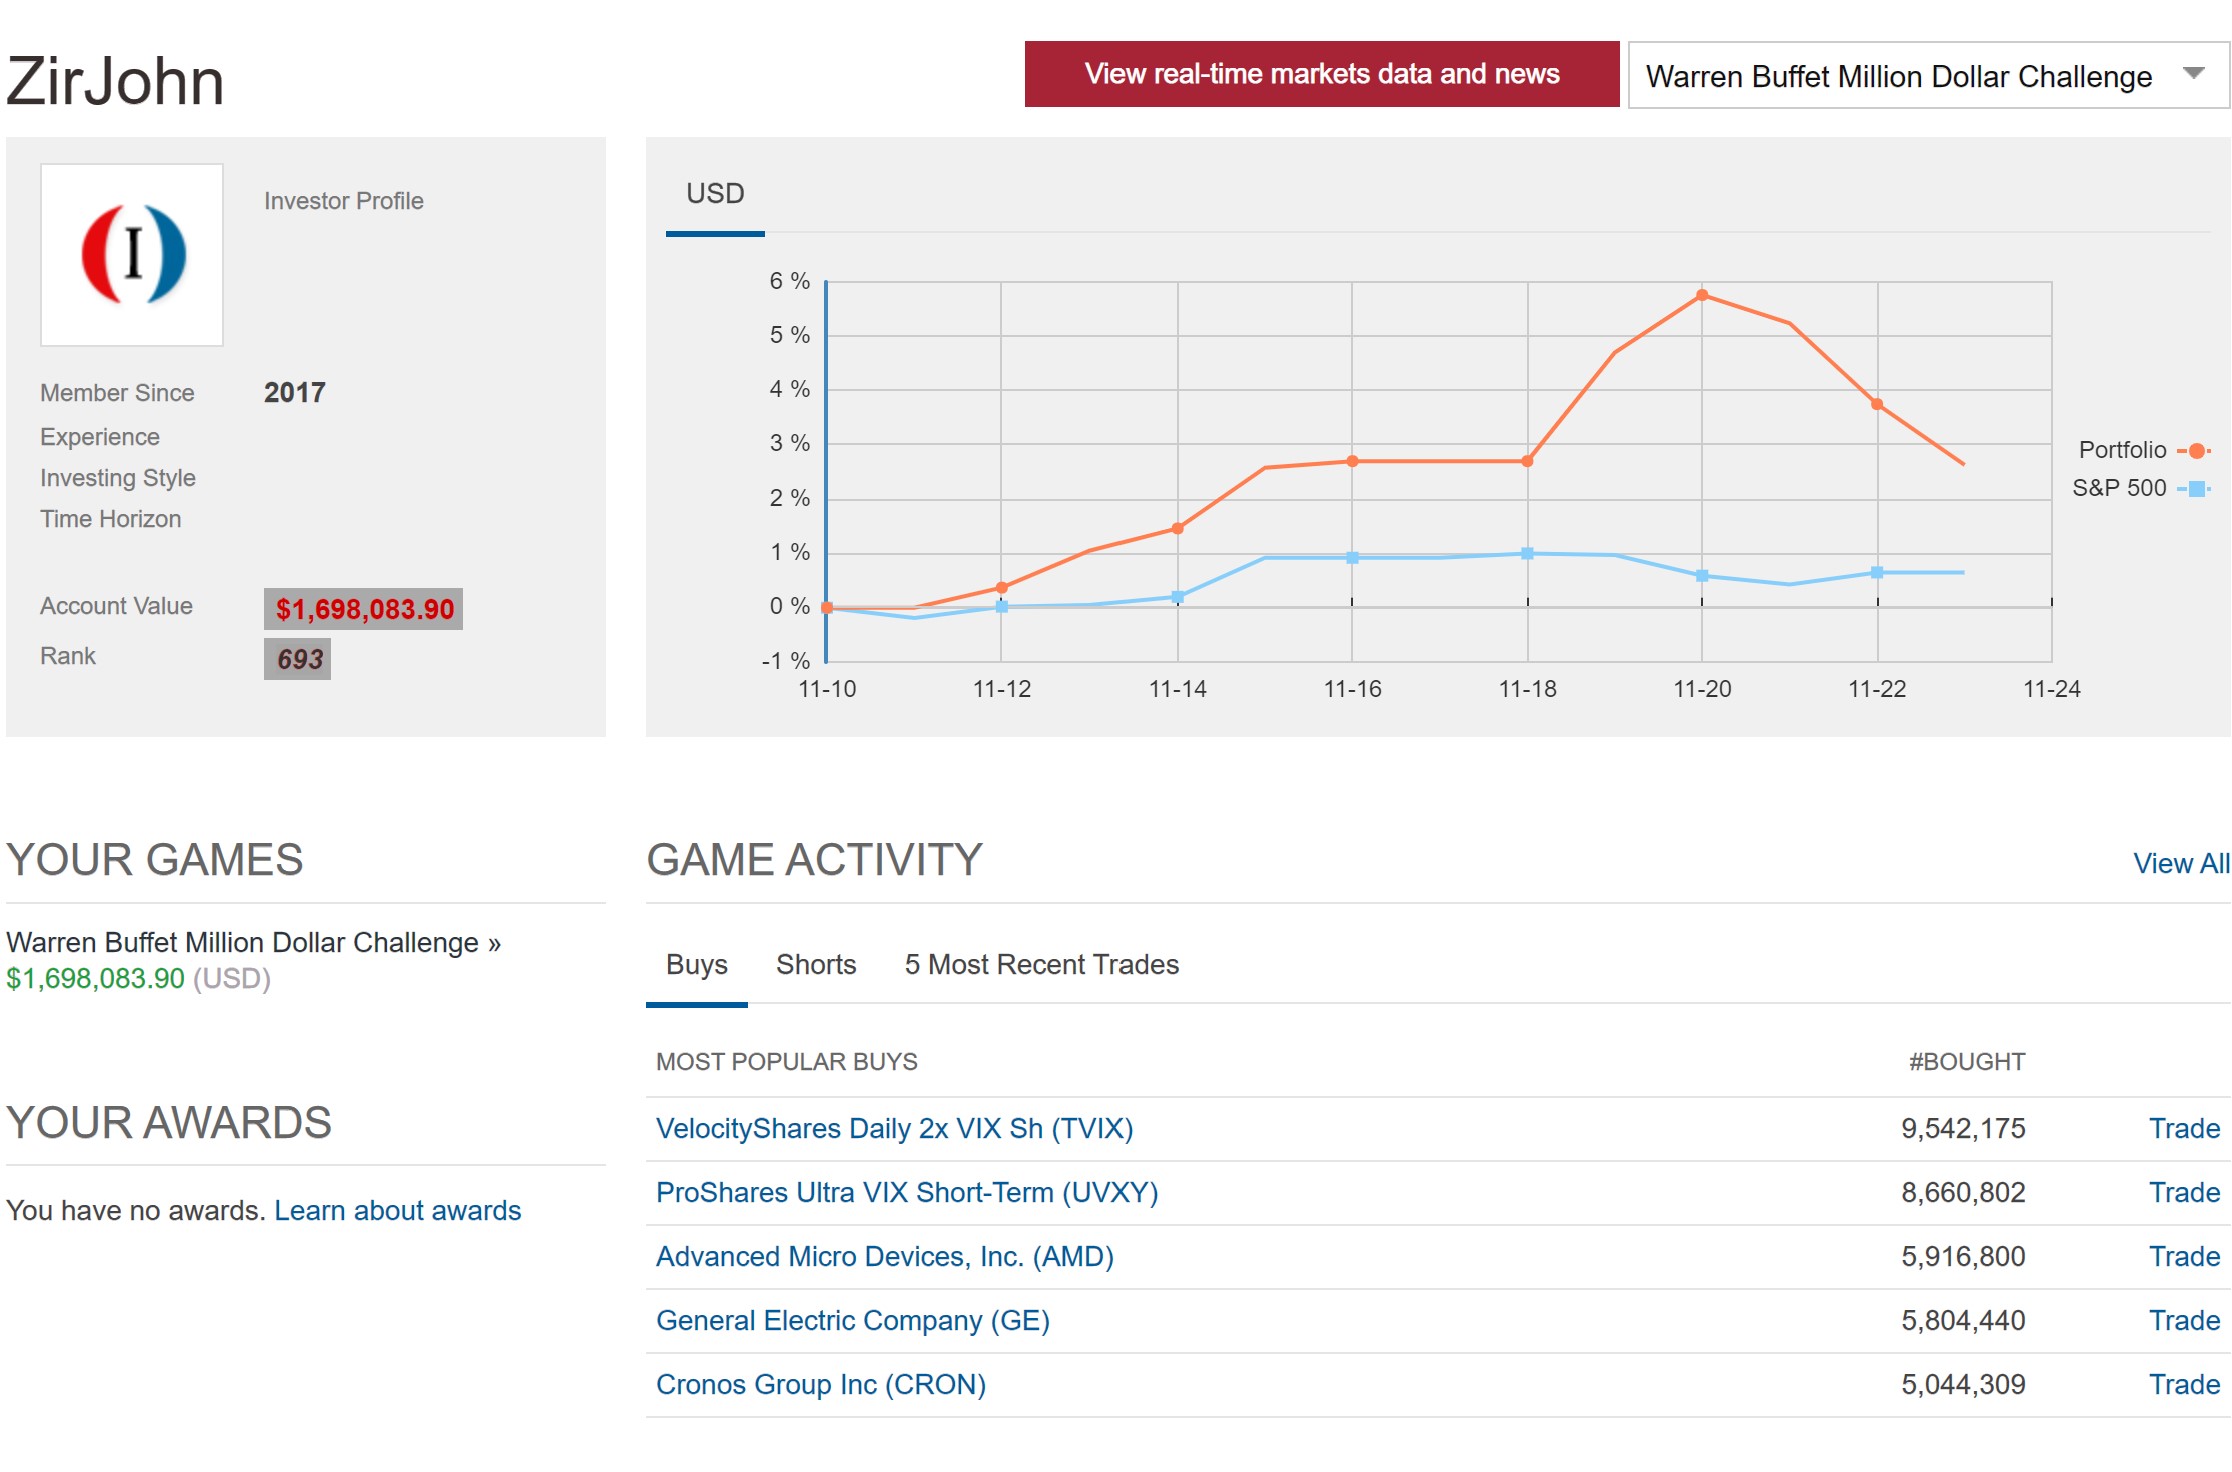 ZirJohn
View real-time markets data and news
Warren Buffet Million Dollar Challenge
I
Investor Profile
Member Since 2017
Experience
Investing Style
Time Horizon
Account Value $1,698,083.90
Rank 693
USD
6 %
5 %
4 %
3 %
2 %
1 %
0 %
-1 %
11-10 11-12 11-14 11-16 11-18 11-20 11-22 11-24
Portfolio
S&P 500
YOUR GAMES
Warren Buffet Million Dollar Challenge »
$1,698,083.90 (USD)
YOUR AWARDS
You have no awards. Learn about awards
GAME ACTIVITY View All
Buys Shorts 5 Most Recent Trades
MOST POPULAR BUYS #BOUGHT
VelocityShares Daily 2x VIX Sh (TVIX) 9,542,175 Trade
ProShares Ultra VIX Short-Term (UVXY) 8,660,802 Trade
Advanced Micro Devices, Inc. (AMD) 5,916,800 Trade
General Electric Company (GE) 5,804,440 Trade
Cronos Group Inc (CRON) 5,044,309 Trade